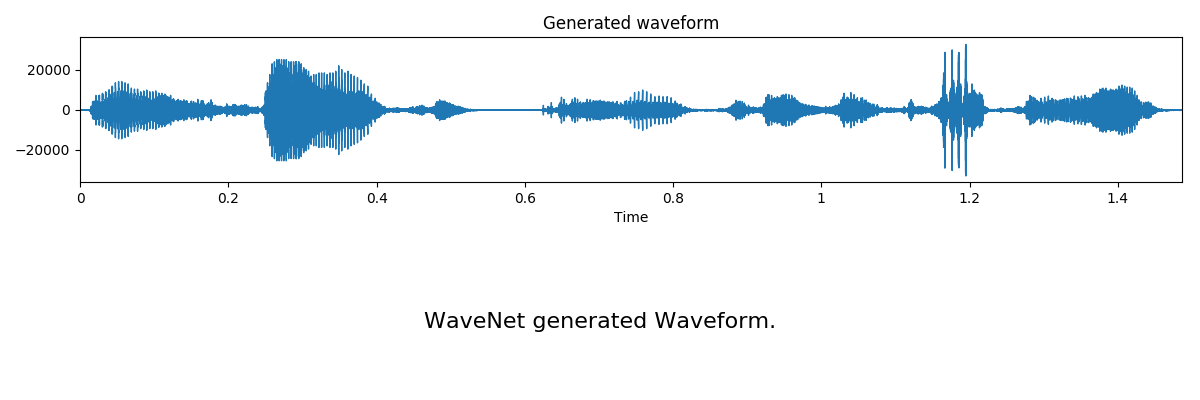 Generated waveform
20000
0
−20000
0 0.2 0.4 0.6 0.8 1 1.2 1.4
Time
WaveNet generated Waveform.